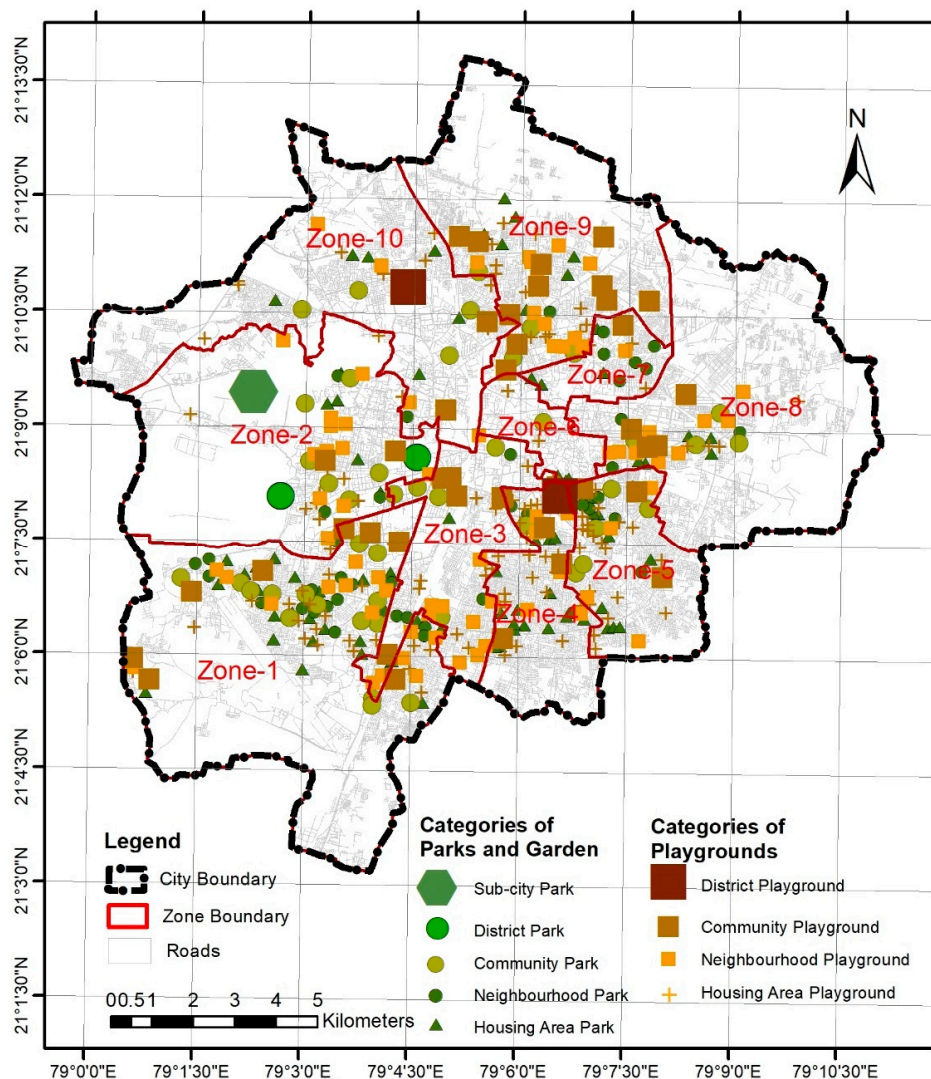 N
21°13'30"N
21°12'0"N
21°10'30"N
21°9'0"N
21°7'30"N
21°6'0"N
21°4'30"N
21°3'0"N
21°1'30"N
Zone-9
Zone-10
Zone-7
Zone-8
Zone-6
Zone-2
Zone-3
Zone-5
Zone-4
Zone-1
Legend
City Boundary
Zone Boundary
Roads
00.51 2 3 4 5
Kilometers
Categories of
Parks and Garden
Sub-city Park
District Park
Community Park
Neighbourhood Park
Housing Area Park
Categories of
Playgrounds
District Playground
Community Playground
Neighbourhood Playground
Housing Area Playground
79°0'0"E 79°1'30"E 79°3'0"E 79°4'30"E 79°6'0"E 79°7'30"E 79°9'0"E 79°10'30"E